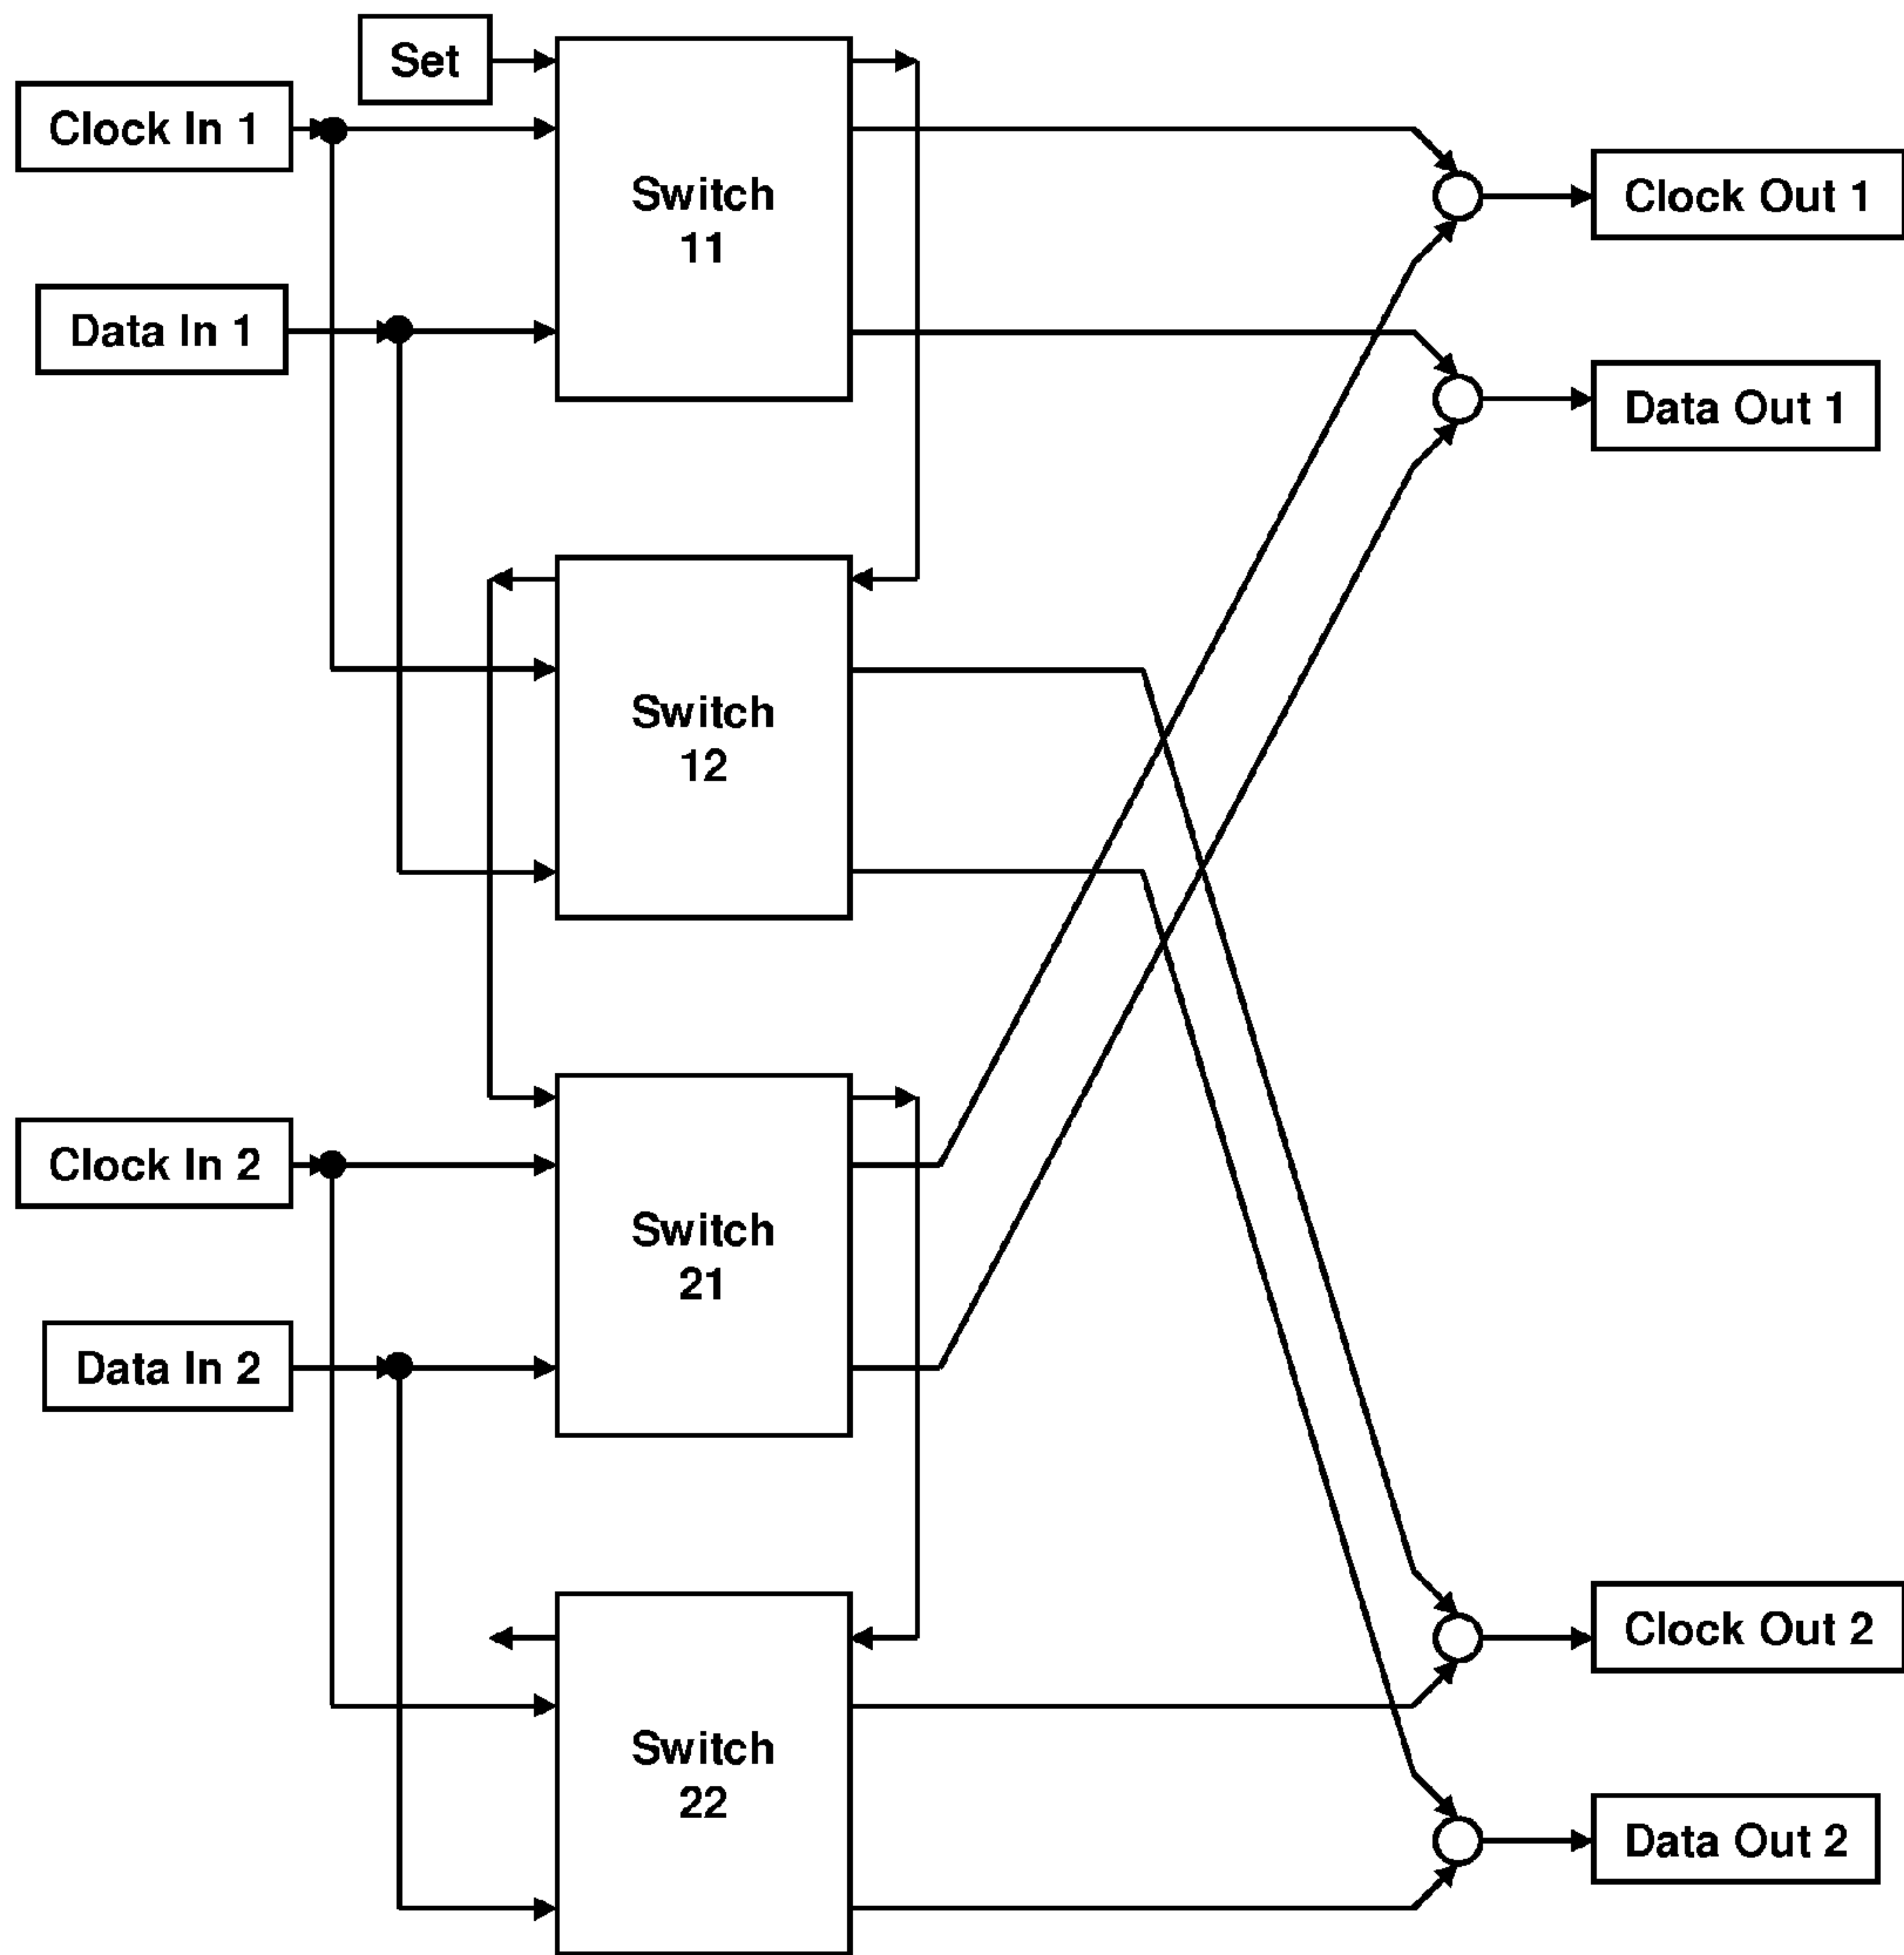 Set
Clock In 1
Switch
11
Clock Out 1
Data In 1
Data Out 1
Switch
12
Clock In 2
Switch
21
Data In 2
Clock Out 2
Switch
22
Data Out 2